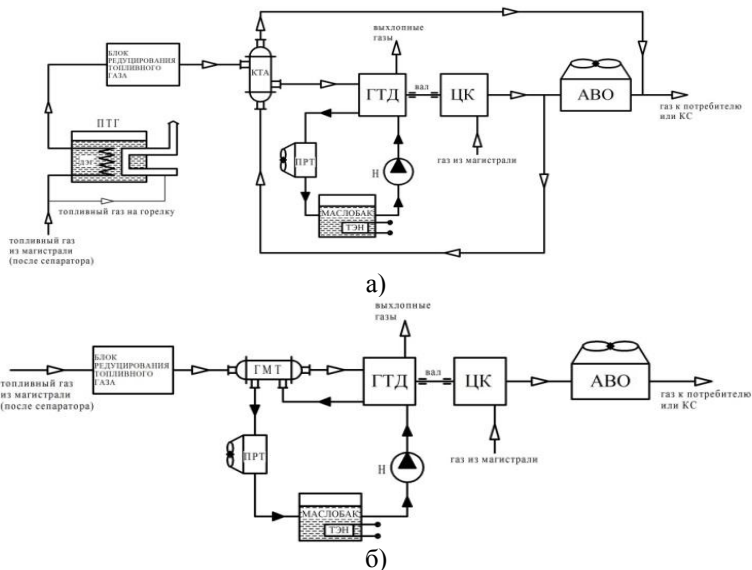 выхлопные
газы
БЛОК
РЕДУЦИРОВАНИЯ
ТОПЛИВНОГО
ГАЗА
КТА
ГТД
вал
ЦК
АВО
газ к потребителю
или КС
ПТГ
ДЭГ
ПРТ
Н
газ из магистрали
МАСЛОБАК
ТЭН
топливный газ на горелку
топливный газ
из магистрали
(после сепаратора)
а)
выхлопные
газы
БЛОК
РЕДУЦИРОВАНИЯ
ТОПЛИВНОГО
ГАЗА
ГМТ
ГТД
вал
ЦК
АВО
топливный газ
из магистрали
(после сепаратора)
газ к потребителю
или КС
ПРТ
Н
газ из магистрали
МАСЛОБАК
ТЭН
б)